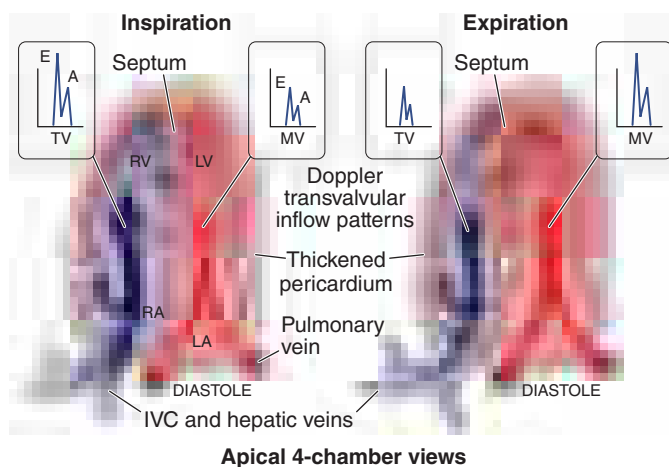 Inspiration
Expiration
E
A
TV
Septum
E
A
MV
TV
Septum
MV
RV
LV
Doppler
transvalvular
inflow patterns
Thickened
pericardium
RA
LA
Pulmonary
vein
DIASTOLE
DIASTOLE
IVC and hepatic veins
Apical 4-chamber views